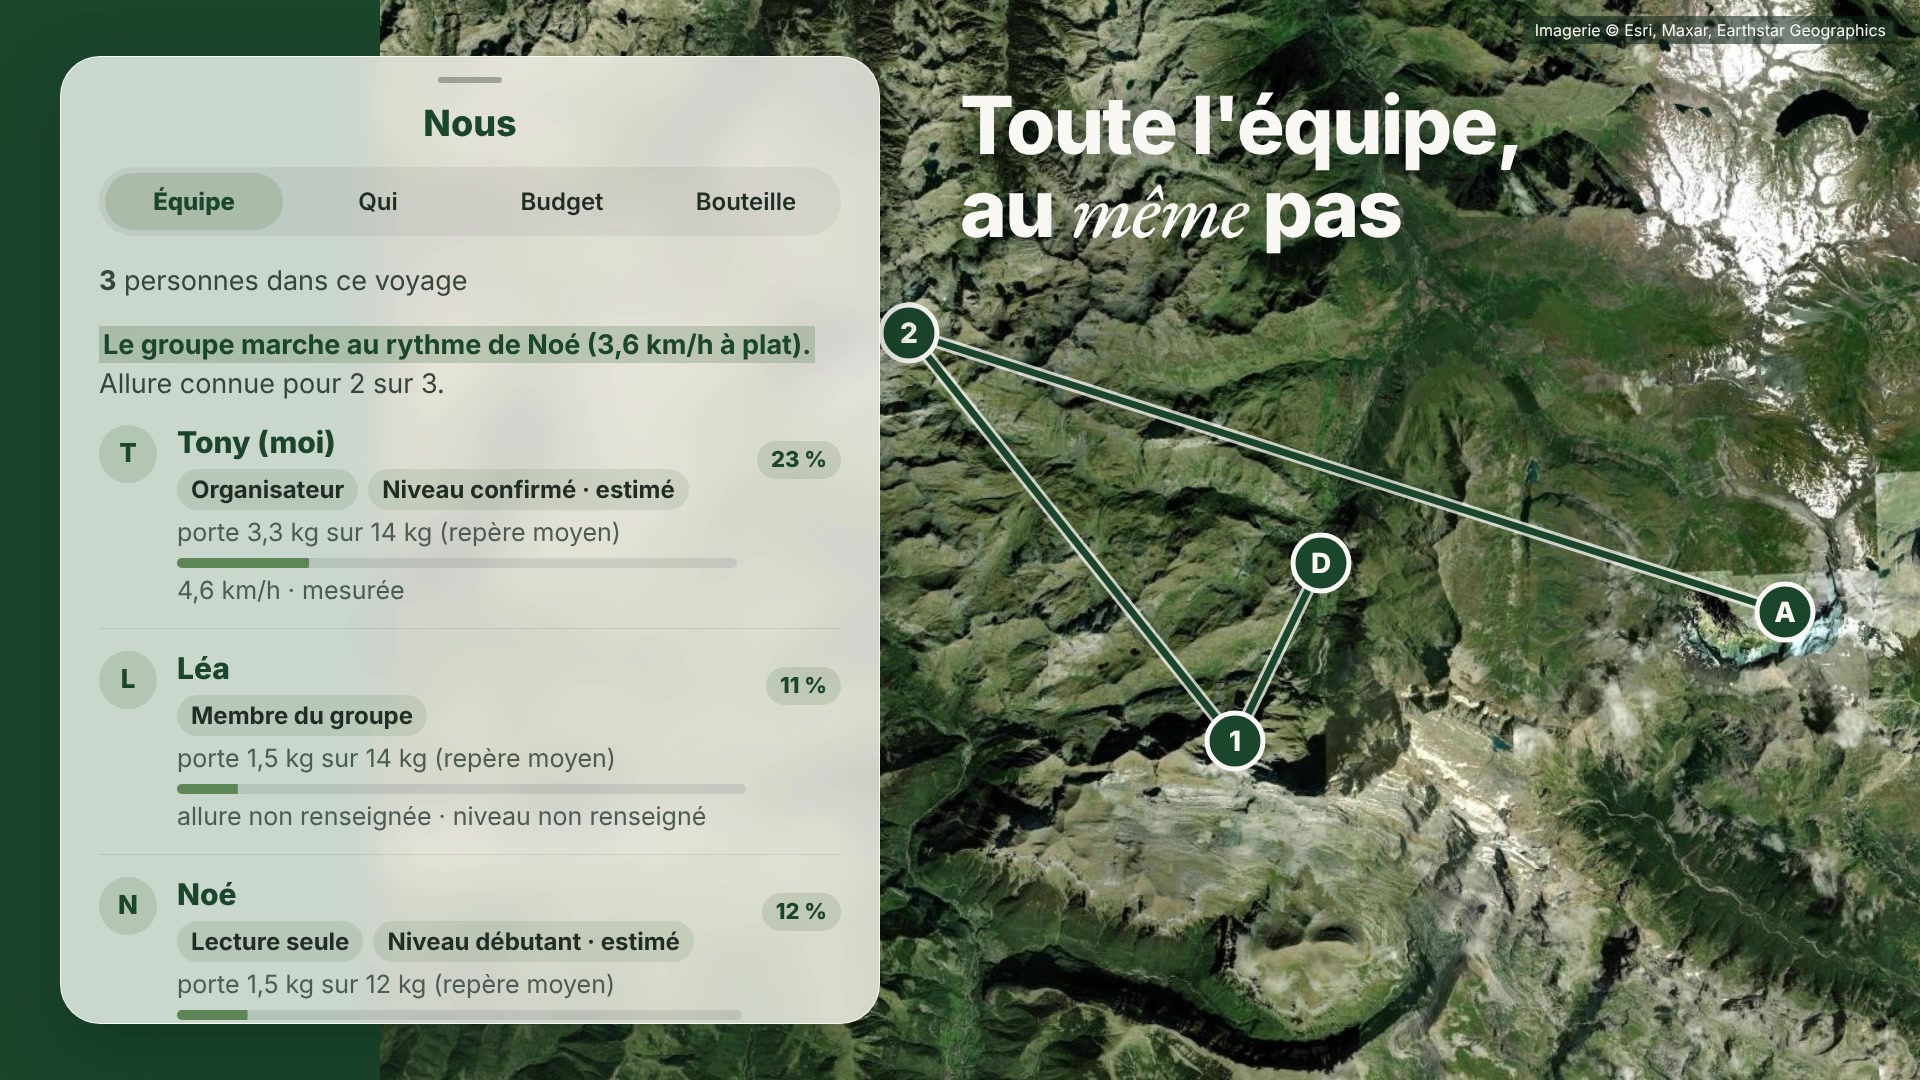 Imagerie © Esri, Maxar, Earthstar Geographics
Toute l'équipe,
au même pas
Nous
Équipe Qui Budget Bouteille
3 personnes dans ce voyage
Le groupe marche au rythme de Noé (3,6 km/h à plat).
Allure connue pour 2 sur 3.
T
Tony (moi)
23 %
Organisateur Niveau confirmé · estimé
porte 3,3 kg sur 14 kg (repère moyen)
4,6 km/h · mesurée
L
Léa
11 %
Membre du groupe
porte 1,5 kg sur 14 kg (repère moyen)
allure non renseignée · niveau non renseigné
N
Noé
12 %
Lecture seule Niveau débutant · estimé
porte 1,5 kg sur 12 kg (repère moyen)
2
D
A
1